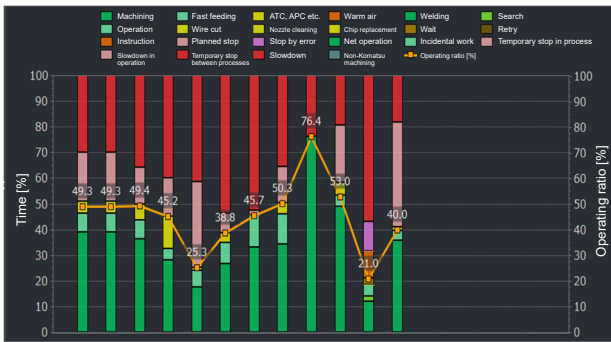 Machining Fast feeding ATC, APC etc. Warm air Welding Search
Operation Wire cut Nozzle cleaning Chip replacement Wait Retry
Instruction Planned stop Stop by error Net operation Incidental work Temporary stop in process
Slowdown in operation Temporary stop between processes Slowdown Non-Komatsu machining Operating ratio [%]
Time [%]
Operating ratio [%]
100 100
90 90
80 80
70 70
60 60
50 50
40 40
30 30
20 20
10 10
0 0
49.3 49.3 49.4 45.2 25.3 38.8 45.7 50.3 76.4 53.0 21.0 40.0